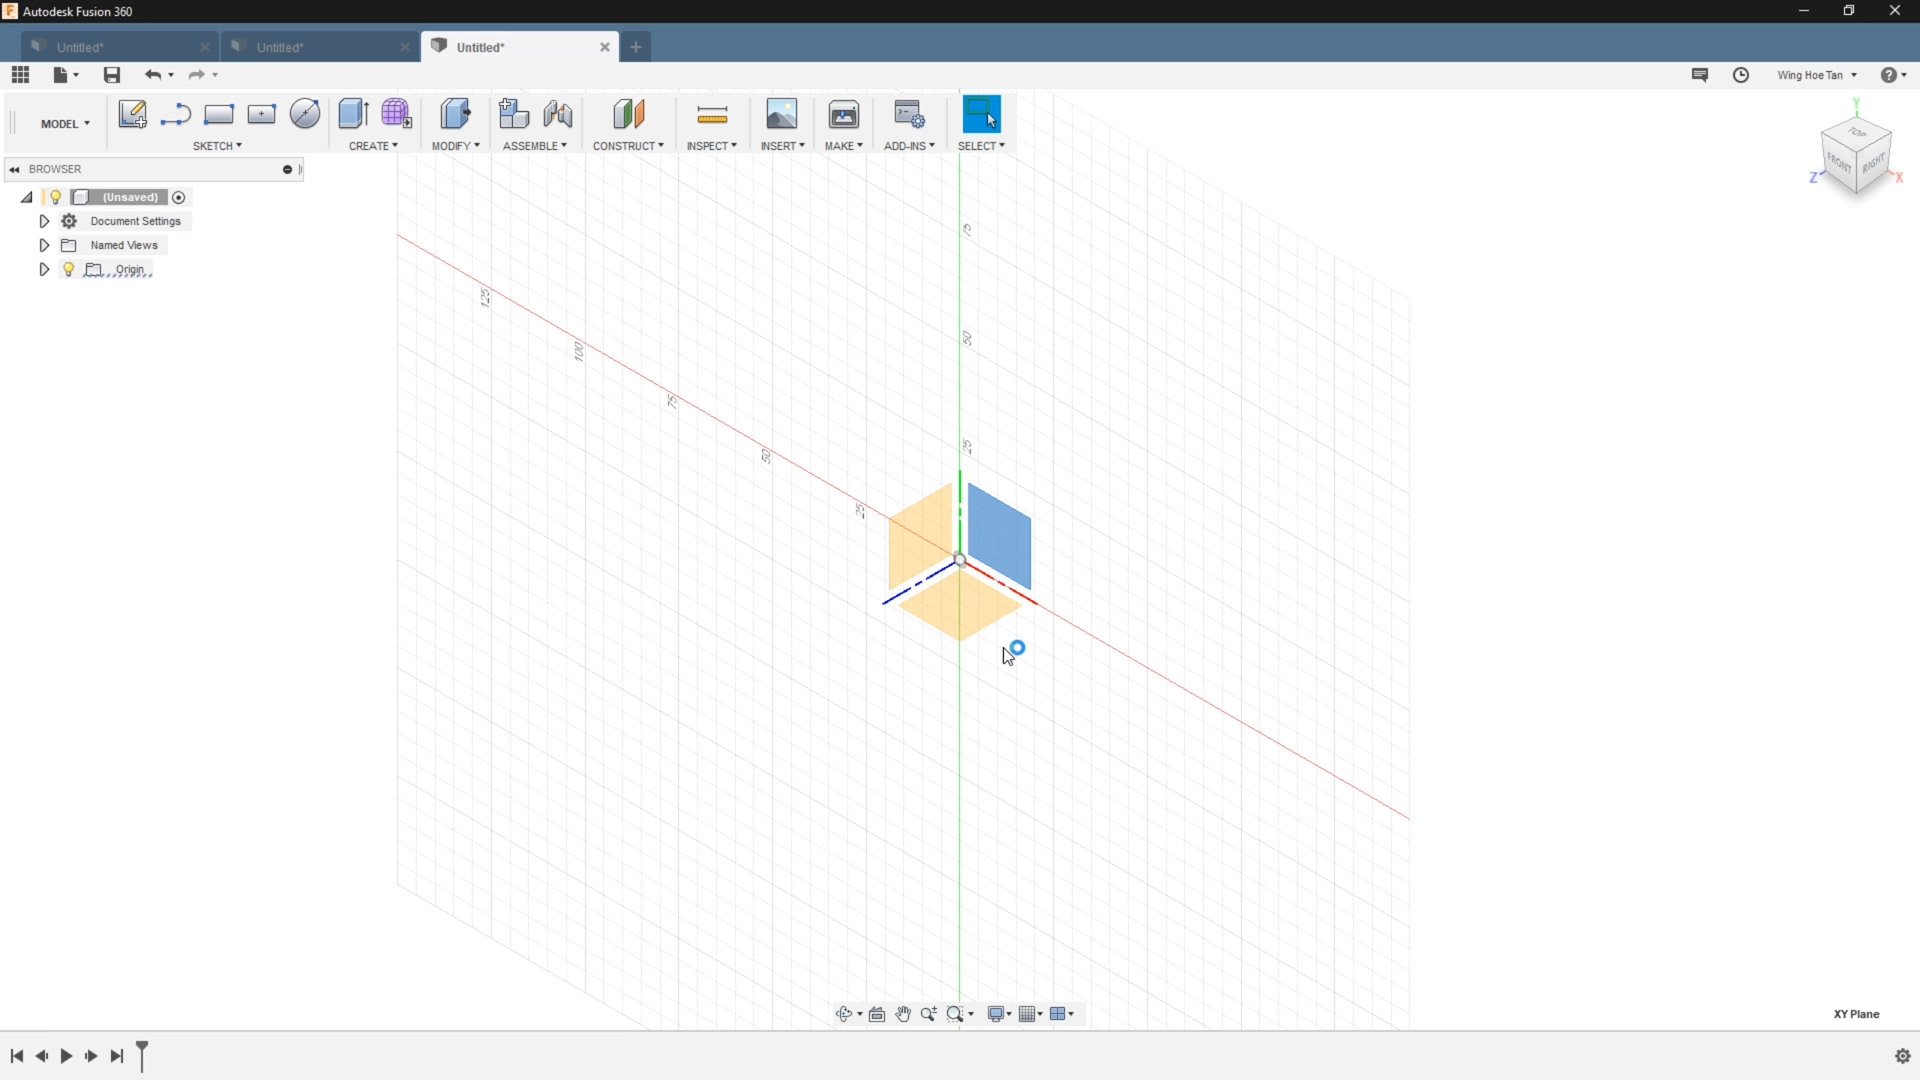 Autodesk Fusion 360
Untitled*
Untitled*
Untitled*
Wing Hoe Tan
MODEL
SKETCH
CREATE
MODIFY
ASSEMBLE
CONSTRUCT
INSPECT
INSERT
MAKE
ADD-INS
SELECT
BROWSER
(Unsaved)
Document Settings
Named Views
Origin
Y
TOP
FRONT
RIGHT
Z
X
75
50
25
125
100
75
50
25
XY Plane